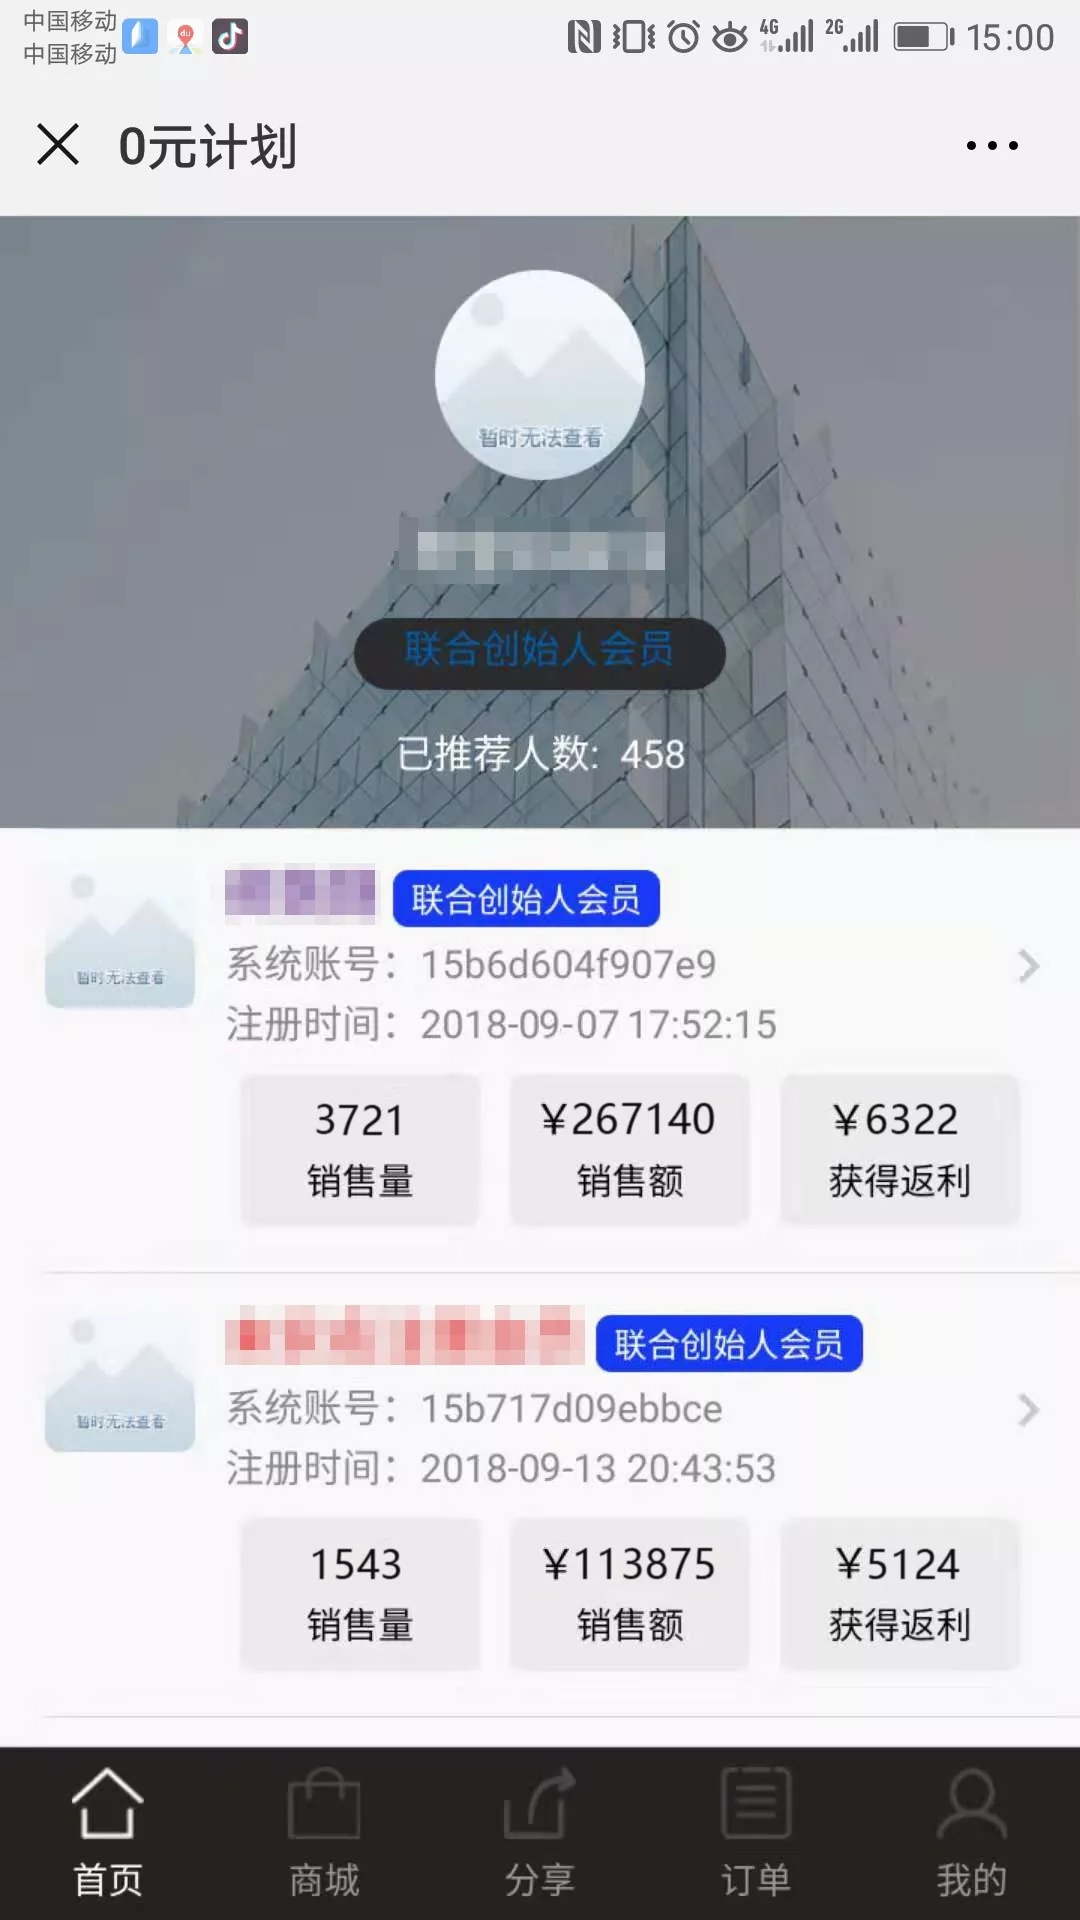 中国移动
中国移动
4G
2G
15:00
0元计划
暂时无法查看
联合创始人会员
已推荐人数: 458
联合创始人会员
暂时无法查看
系统账号: 15b6d604f907e9
注册时间: 2018-09-07 17:52:15
3721 ¥267140 ¥6322
销售量 销售额 获得返利
联合创始人会员
暂时无法查看
系统账号: 15b717d09ebbce
注册时间: 2018-09-13 20:43:53
1543 ¥113875 ¥5124
销售量 销售额 获得返利
首页 商城 分享 订单 我的